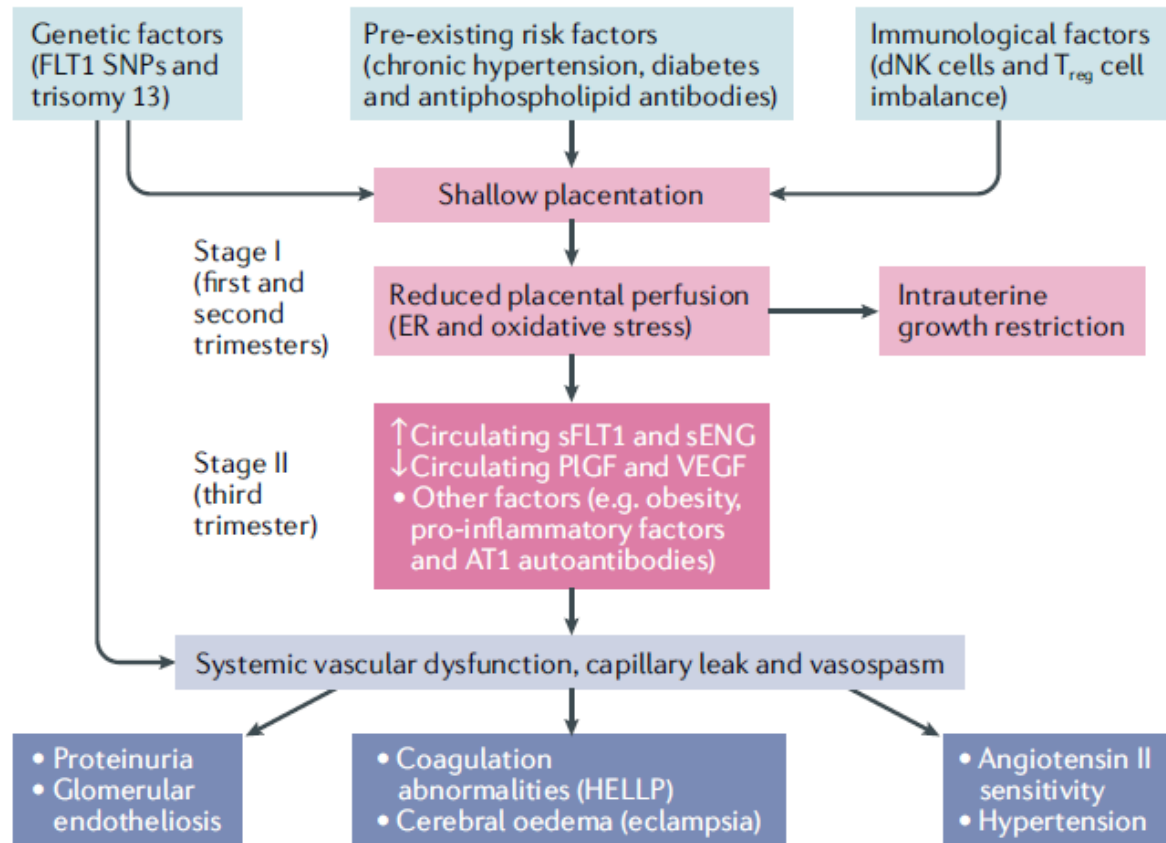 Genetic factors
(FLT1 SNPs and
trisomy 13)
Pre-existing risk factors
(chronic hypertension, diabetes
and antiphospholipid antibodies)
Immunological factors
(dNK cells and Treg cell
imbalance)
Shallow placentation
Stage I
(first and
second
trimesters)
Reduced placental perfusion
(ER and oxidative stress)
Intrauterine
growth restriction
Stage II
(third
trimester)
↑Circulating sFLT1 and sENG
↓Circulating PlGF and VEGF
• Other factors (e.g. obesity,
pro-inflammatory factors
and AT1 autoantibodies)
Systemic vascular dysfunction, capillary leak and vasospasm
• Proteinuria
• Glomerular
endotheliosis
• Coagulation
abnormalities (HELLP)
• Cerebral oedema (eclampsia)
• Angiotensin II
sensitivity
• Hypertension